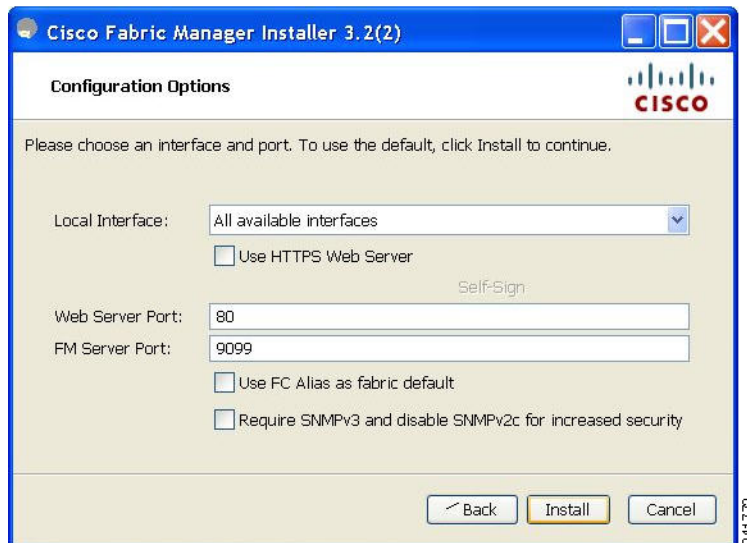 Cisco Fabric Manager Installer 3.2(2)
Configuration Options
CISCO
Please choose an interface and port. To use the default, click Install to continue.
Local Interface: All available interfaces
Use HTTPS Web Server
Self-Sign
Web Server Port: 80
FM Server Port: 9099
Use FC Alias as fabric default
Require SNMPv3 and disable SNMPv2c for increased security
Back Install Cancel